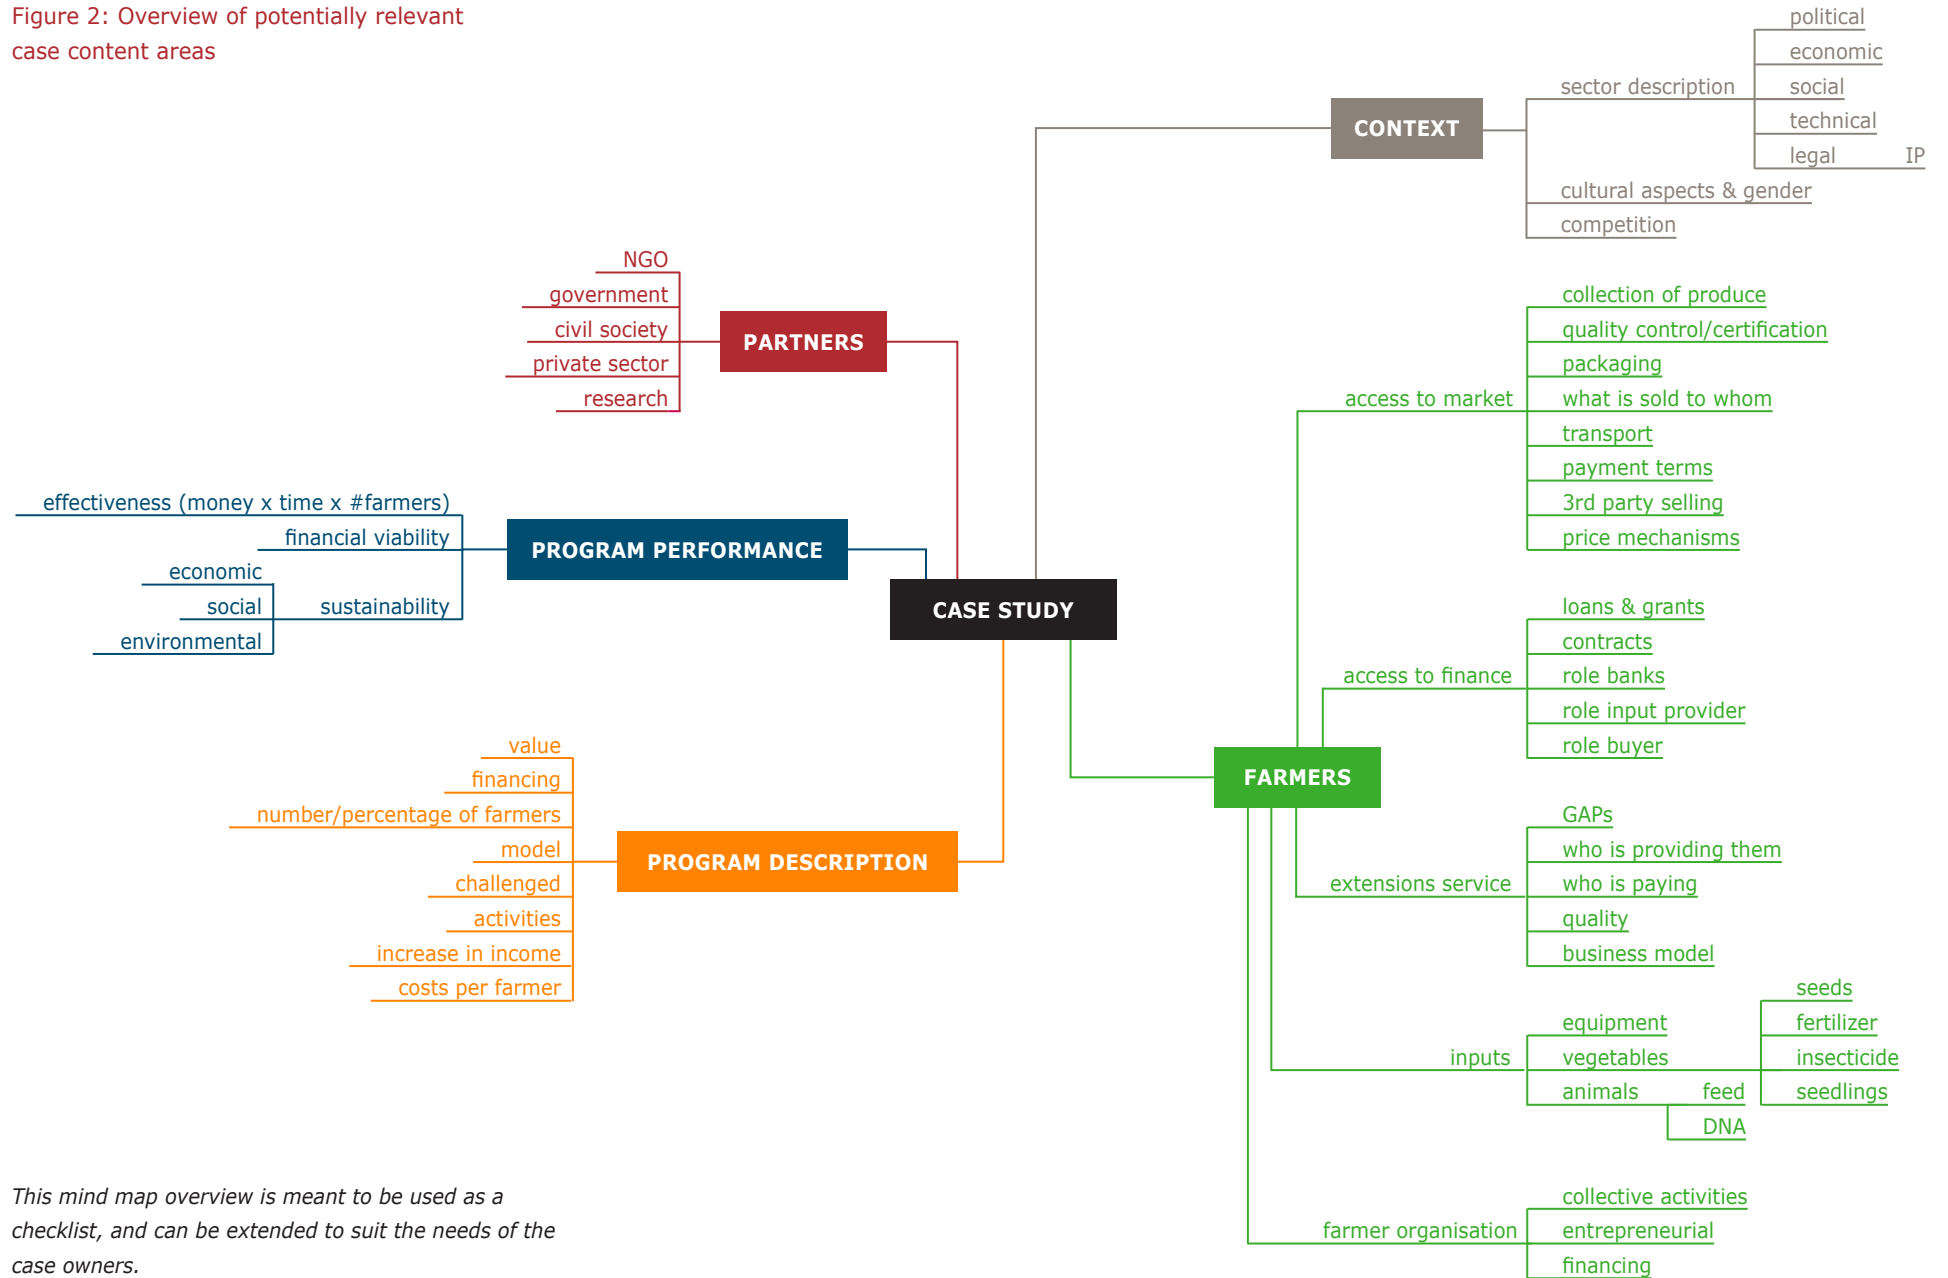 Figure 2: Overview of potentially relevant
case content areas
CONTEXT
sector description
political
economic
social
technical
legal IP
cultural aspects & gender
competition
PARTNERS
NGO
government
civil society
private sector
research
PROGRAM PERFORMANCE
effectiveness (money x time x #farmers)
financial viability
sustainability
economic
social
environmental
CASE STUDY
PROGRAM DESCRIPTION
value
financing
number/percentage of farmers
model
challenged
activities
increase in income
costs per farmer
FARMERS
access to market
collection of produce
quality control/certification
packaging
what is sold to whom
transport
payment terms
3rd party selling
price mechanisms
access to finance
loans & grants
contracts
role banks
role input provider
role buyer
extensions service
GAPs
who is providing them
who is paying
quality
business model
inputs
equipment
vegetables
seeds
fertilizer
insecticide
seedlings
animals
feed
DNA
farmer organisation
collective activities
entrepreneurial
financing
This mind map overview is meant to be used as a
checklist, and can be extended to suit the needs of the
case owners.